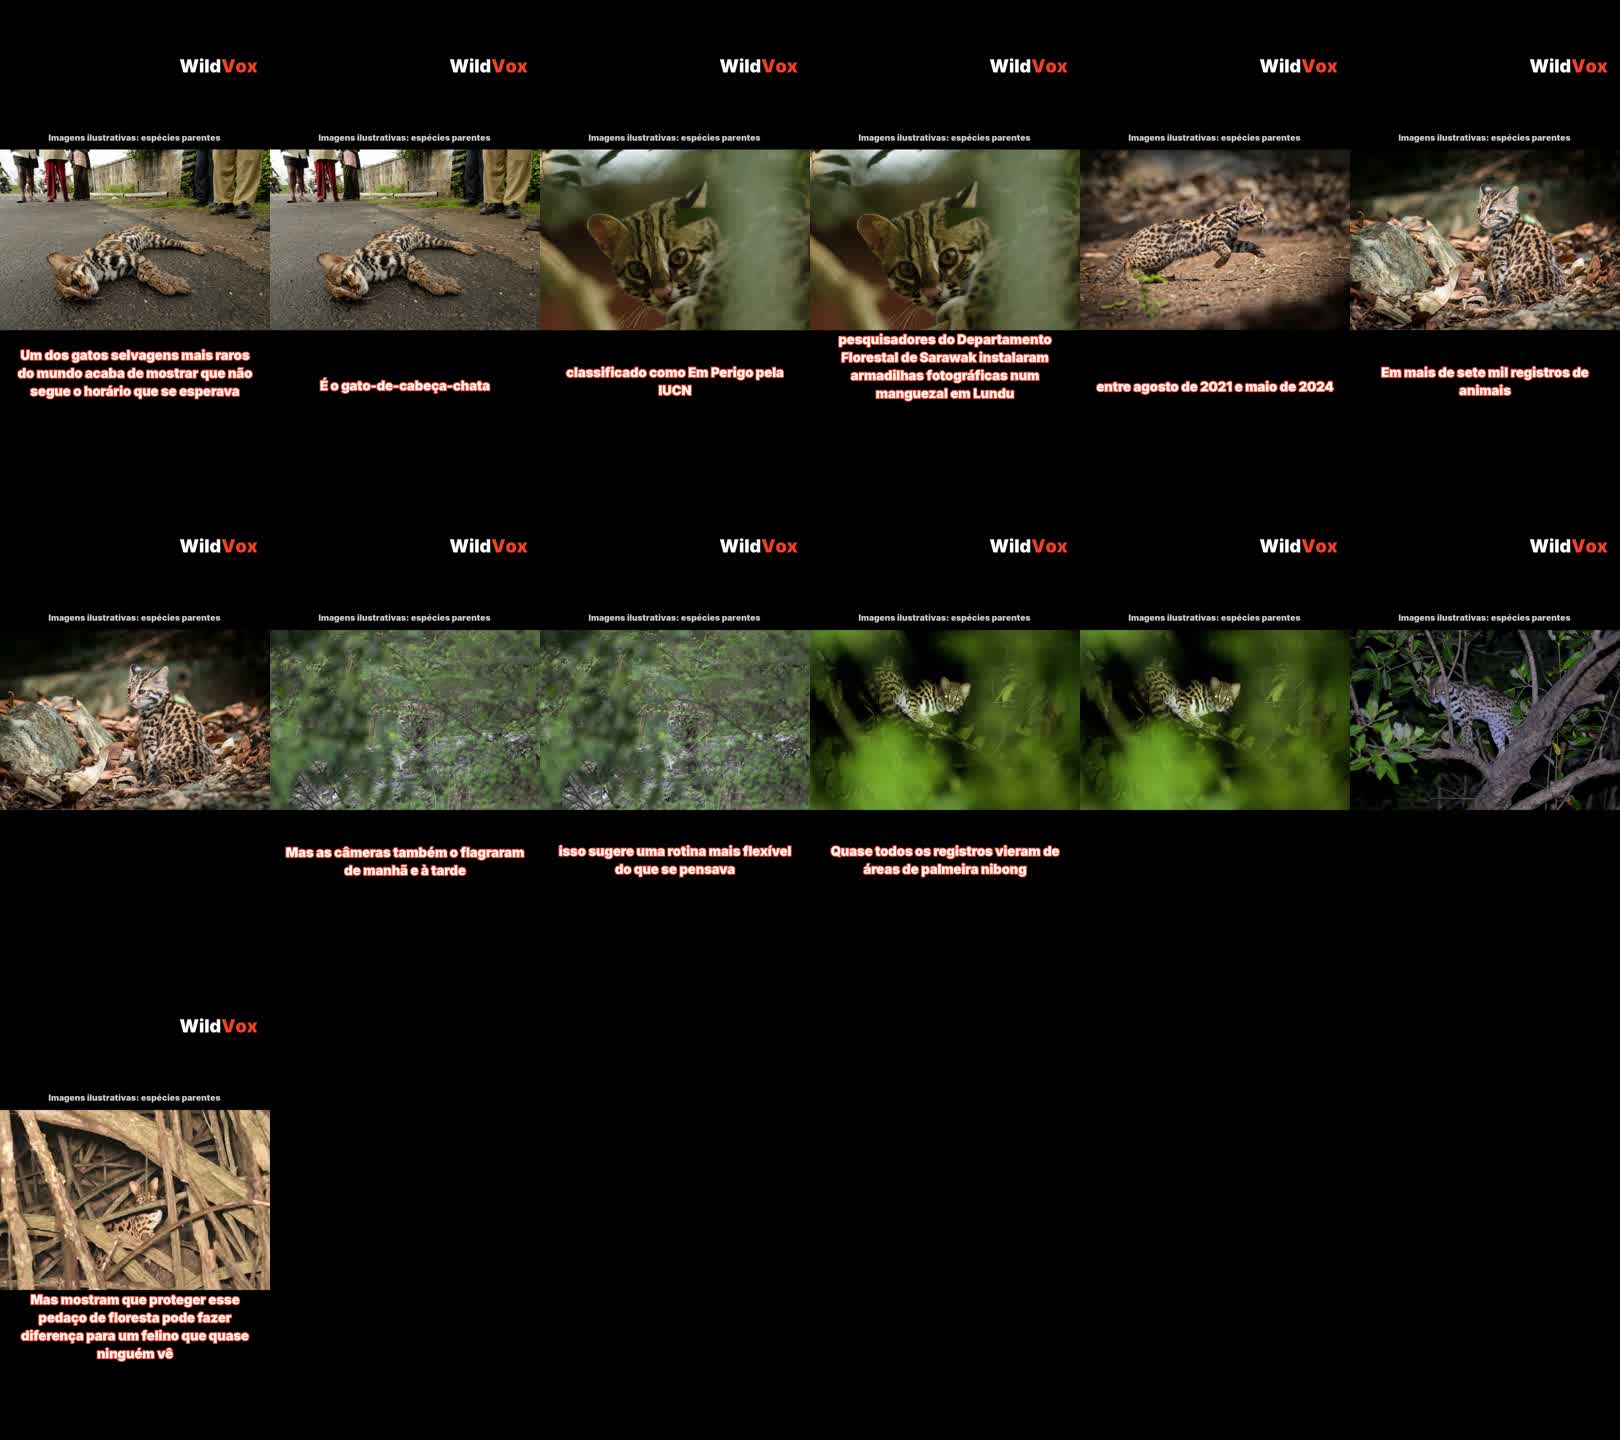 WildVox
WildVox
WildVox
WildVox
WildVox
WildVox
Imagens ilustrativas: espécies parentes
Imagens ilustrativas: espécies parentes
Imagens ilustrativas: espécies parentes
Imagens ilustrativas: espécies parentes
Imagens ilustrativas: espécies parentes
Imagens ilustrativas: espécies parentes
Um dos gatos selvagens mais raros
do mundo acaba de mostrar que não
segue o horário que se esperava
É o gato-de-cabeça-chata
classificado como Em Perigo pela
IUCN
pesquisadores do Departamento
Florestal de Sarawak instalaram
armadilhas fotográficas num
manguezal em Lundu
entre agosto de 2021 e maio de 2024
Em mais de sete mil registros de
animais
WildVox
WildVox
WildVox
WildVox
WildVox
WildVox
Imagens ilustrativas: espécies parentes
Imagens ilustrativas: espécies parentes
Imagens ilustrativas: espécies parentes
Imagens ilustrativas: espécies parentes
Imagens ilustrativas: espécies parentes
Imagens ilustrativas: espécies parentes
Mas as câmeras também o flagraram
de manhã e à tarde
isso sugere uma rotina mais flexível
do que se pensava
Quase todos os registros vieram de
áreas de palmeira nibong
WildVox
Imagens ilustrativas: espécies parentes
Mas mostram que proteger esse
pedaço de floresta pode fazer
diferença para um felino que quase
ninguém vê